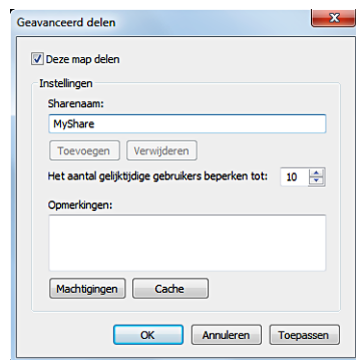 Geavanceerd delen
Deze map delen
Instellingen
Sharenaam:
MyShare
Toevoegen Verwijderen
Het aantal gelijktijdige gebruikers beperken tot: 10
Opmerkingen:
Machtigingen Cache
OK Annuleren Toepassen